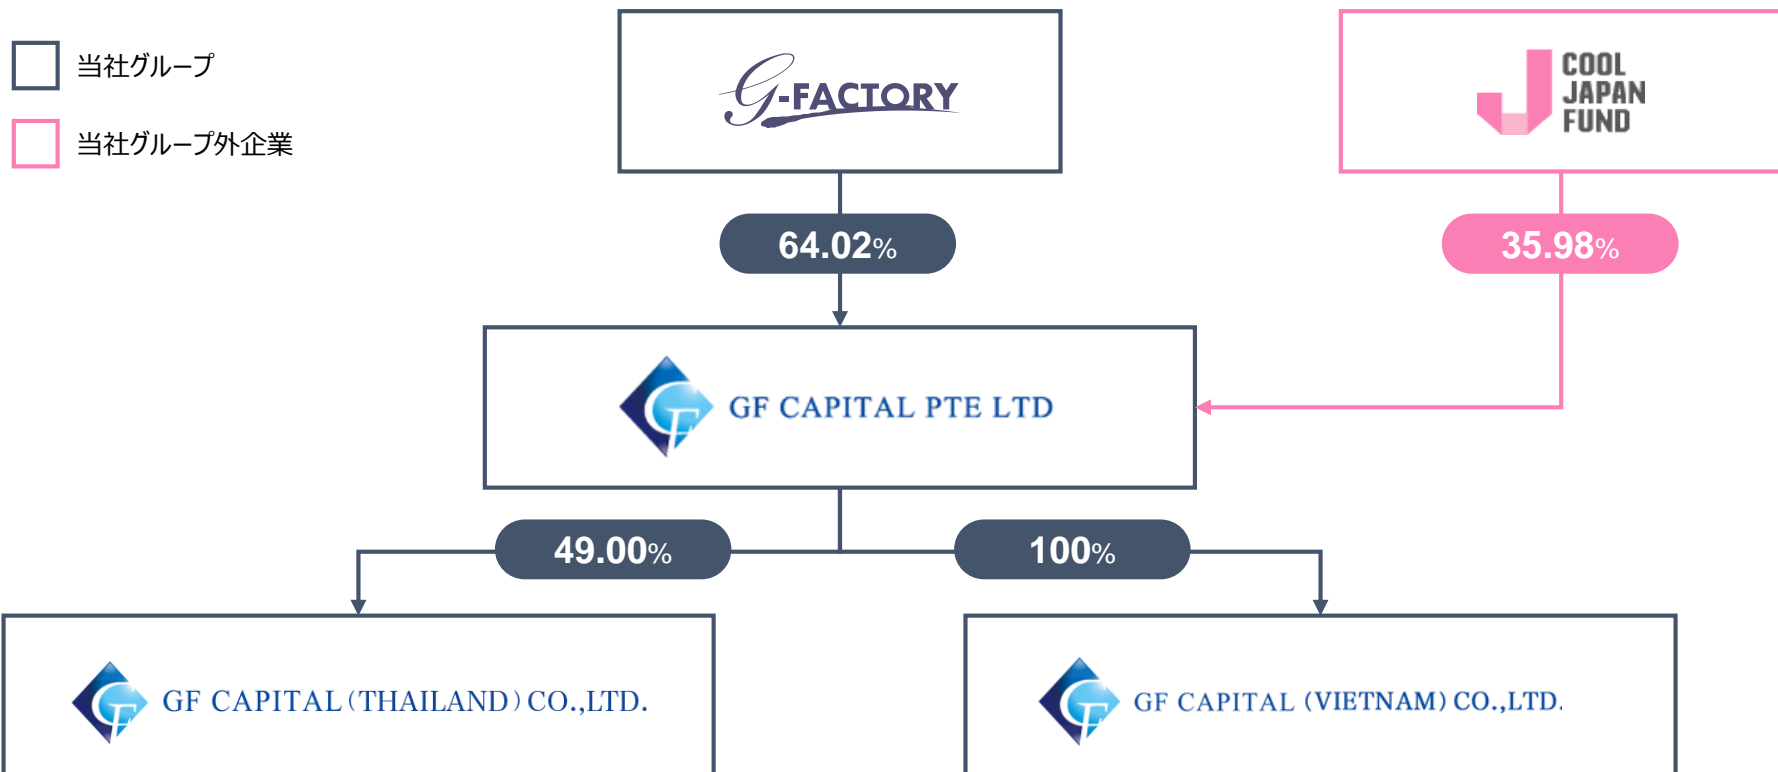 当社グループ
当社グループ外企業
G-FACTORY
COOL
JAPAN
FUND
64.02%
35.98%
GF CAPITAL PTE LTD
49.00%
100%
GF CAPITAL (THAILAND) CO.,LTD.
GF CAPITAL (VIETNAM) CO.,LTD.